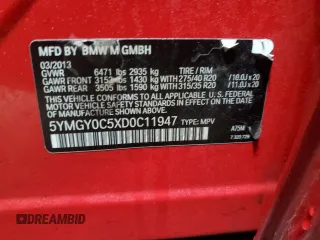 MFD BY: BMW M GMBH
03/2013
GVWR 6471 lbs 2935 kg TIRE / RIM
GAWR FRONT 3153 lbs 1430 kg WITH 275/40 R20 /10.0J x 20
GAWR REAR 3505 lbs 1590 kg WITH 315/35 R20 /11.0J x 20
THIS VEHICLE CONFORMS TO ALL APPLICABLE U.S. FEDERAL MOTOR VEHICLE SAFETY STANDARDS IN EFFECT ON THE DATE OF MANUFACTURE SHOWN ABOVE.
5YMGY0C5XD0C11947 TYPE: MPV
A75M
DREAMBID